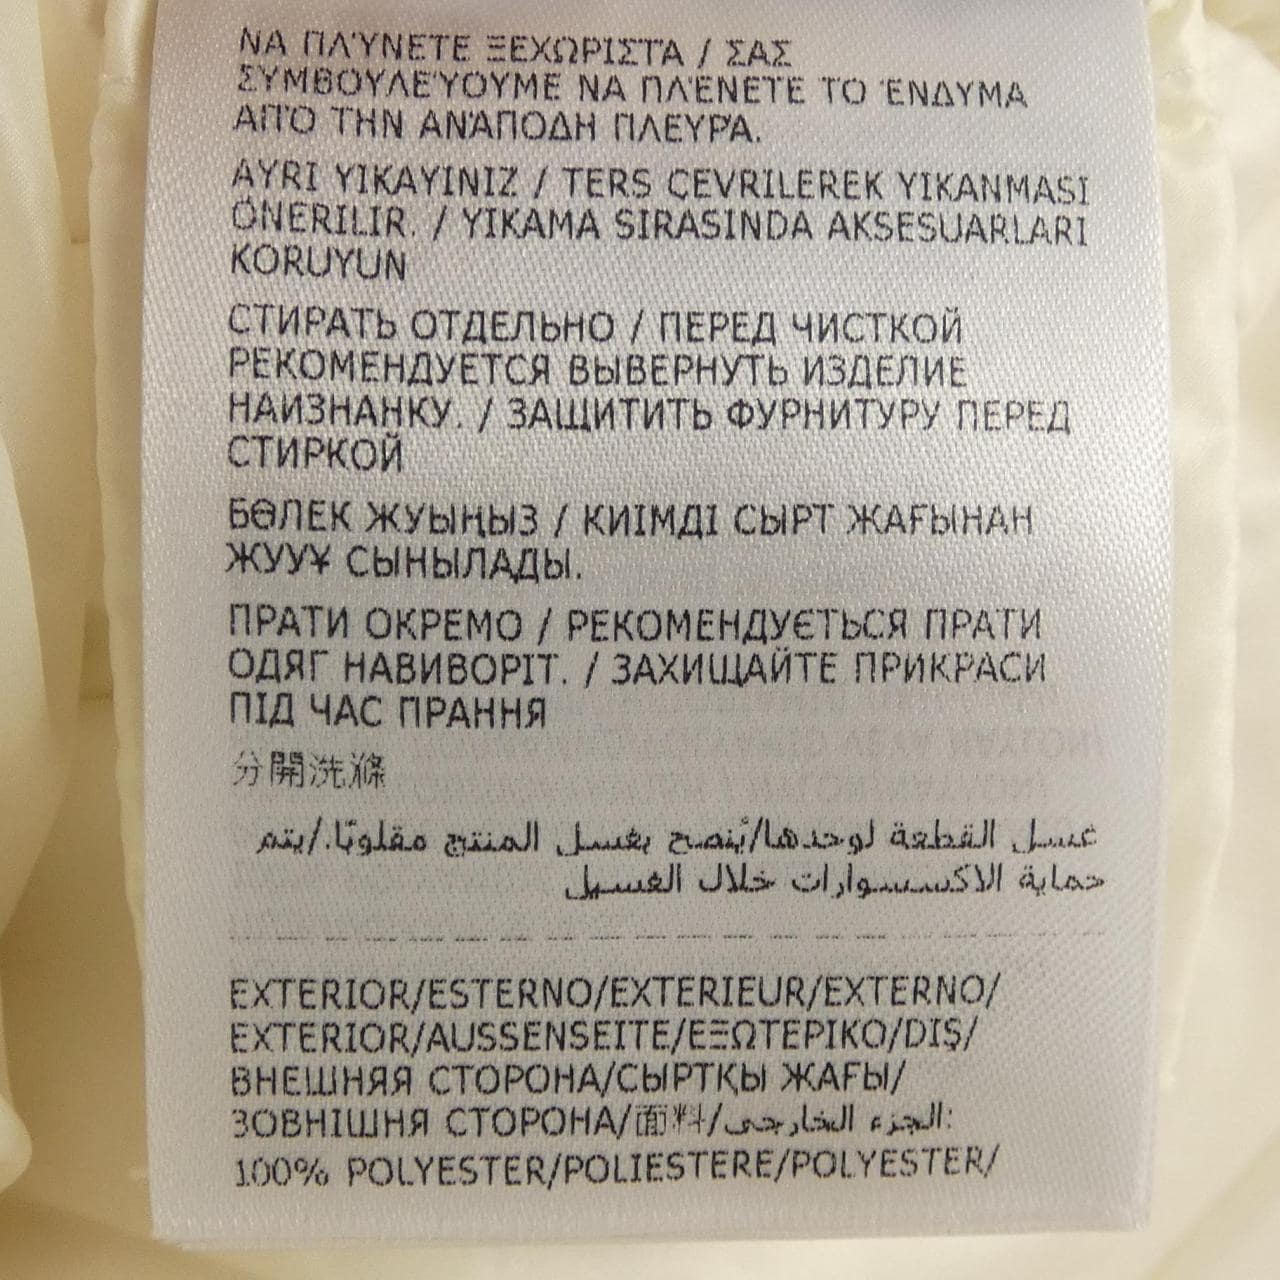 ΝΑ ΠΛΎΝΕΤΕ ΞΕΧΩΡΙΣΤΆ / ΣΑΣ
ΣΥΜΒΟΥΛΕΎΟΥΜΕ ΝΑ ΠΛΈΝΕΤΕ ΤΟ ΈΝΔΥΜΑ
ΑΠΌ ΤΗΝ ΑΝΆΠΟΔΗ ΠΛΕΥΡΆ.
AYRI YIKAYINIZ / TERS ÇEVRILEREK YIKANMASI
ÖNERILIR. / YIKAMA SIRASINDA AKSESUARLARI
KORUYUN
СТИРАТЬ ОТДЕЛЬНО / ПЕРЕД ЧИСТКОЙ
РЕКОМЕНДУЕТСЯ ВЫВЕРНУТЬ ИЗДЕЛИЕ
НАИЗНАНКУ. / ЗАЩИТИТЬ ФУРНИТУРУ ПЕРЕД
СТИРКОЙ
БӨЛЕК ЖУЫҢЫЗ / КИІМДІ СЫРТ ЖАҒЫНАН
ЖУУҰ СЫНЫЛАДЫ.
ПРАТИ ОКРЕМО / РЕКОМЕНДУЄТЬСЯ ПРАТИ
ОДЯГ НАВИВОРІТ. / ЗАХИЩАЙТЕ ПРИКРАСИ
ПІД ЧАС ПРАННЯ
分開洗滌
غسل القطعة لوحدها/يُنصح بغسل المنتج مقلوبًا./يتم
حماية الاكسسوارات خلال الغسيل
EXTERIOR/ESTERNO/EXTERIEUR/EXTERNO/
EXTERIOR/AUSSENSEITE/ΕΞΩΤΕΡΙΚΟ/DIŞ/
ВНЕШНЯЯ СТОРОНА/СЫРТҚЫ ЖАҒЫ/
ЗОВНІШНЯ СТОРОНА/面料/الجزء الخارجي:
100% POLYESTER/POLIESTERE/POLYESTER/